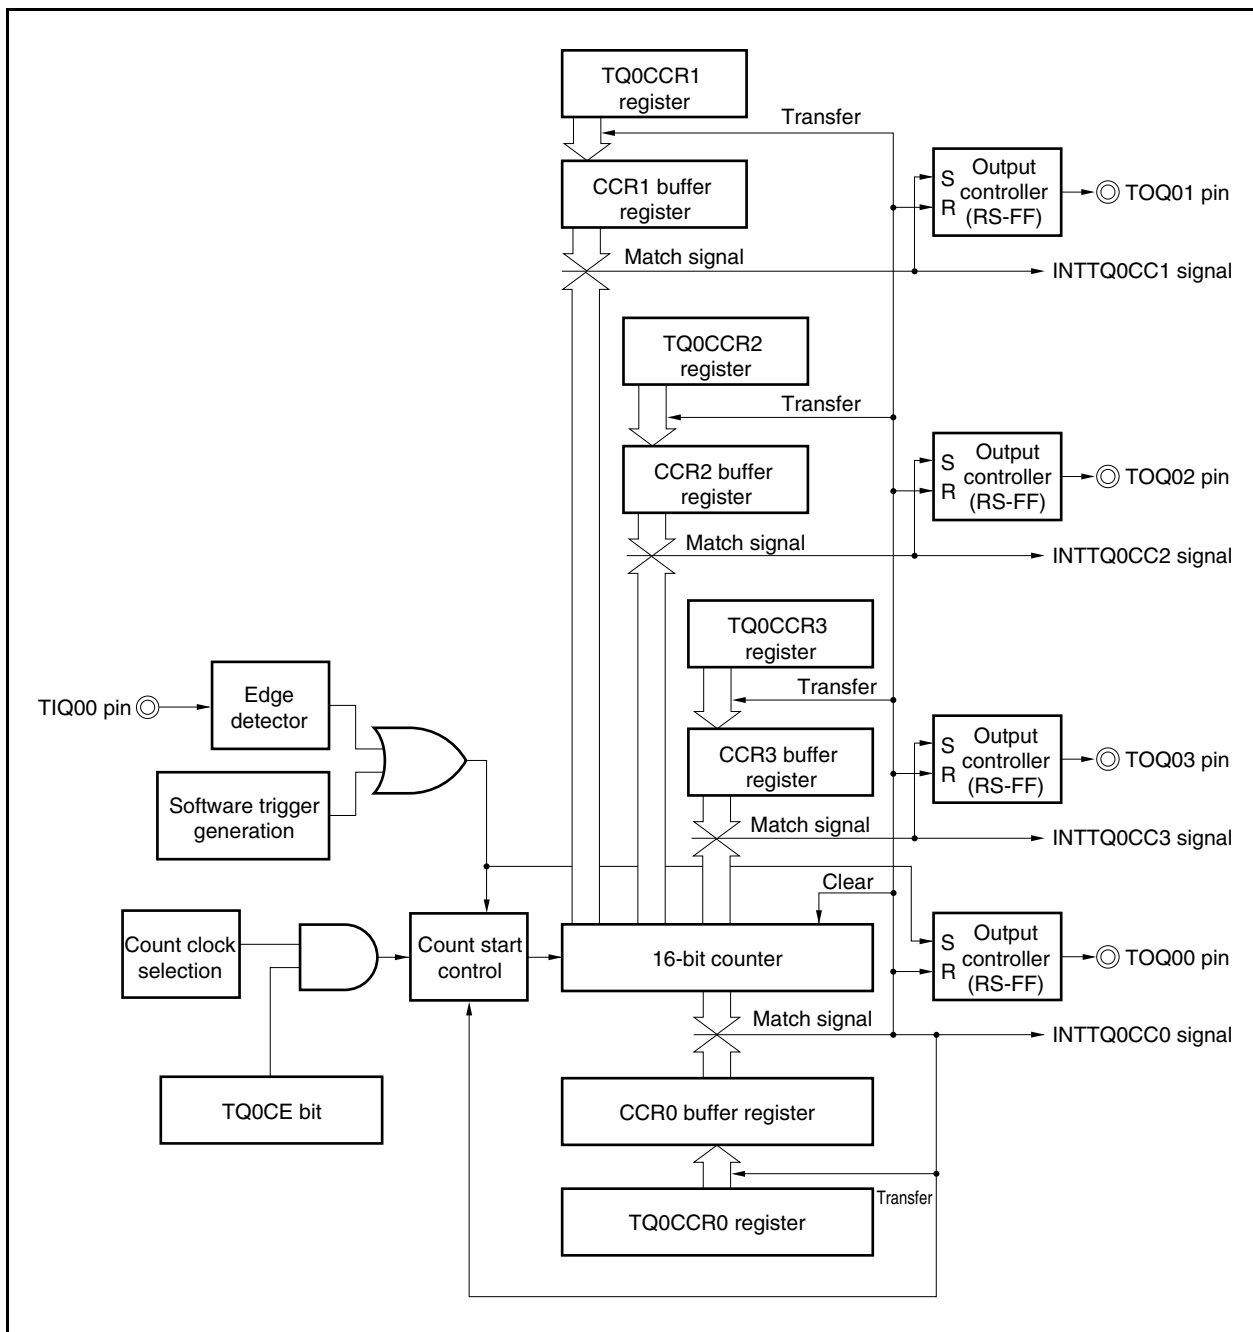 TQ0CCR1
register
Transfer
CCR1 buffer
register
S
R
Output
controller
(RS-FF)
TOQ01 pin
Match signal
INTTQ0CC1 signal
TQ0CCR2
register
Transfer
CCR2 buffer
register
S
R
Output
controller
(RS-FF)
TOQ02 pin
Match signal
INTTQ0CC2 signal
TQ0CCR3
register
Transfer
TIQ00 pin
Edge
detector
CCR3 buffer
register
S
R
Output
controller
(RS-FF)
TOQ03 pin
Software trigger
generation
Match signal
INTTQ0CC3 signal
Clear
Count clock
selection
Count start
control
16-bit counter
S
R
Output
controller
(RS-FF)
TOQ00 pin
Match signal
INTTQ0CC0 signal
TQ0CE bit
CCR0 buffer register
Transfer
TQ0CCR0 register